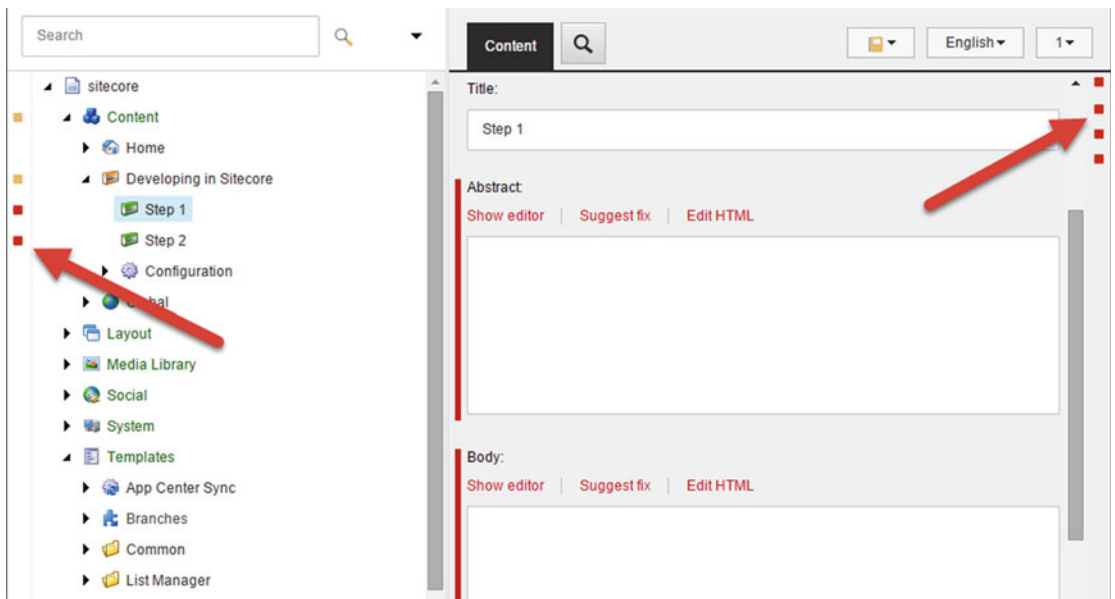 Search
sitecore
Content
Home
Developing in Sitecore
Step 1
Step 2
Configuration
Global
Layout
Media Library
Social
System
Templates
App Center Sync
Branches
Common
List Manager
Content English 1
Title:
Step 1
Abstract:
Show editor | Suggest fix | Edit HTML
Body:
Show editor | Suggest fix | Edit HTML